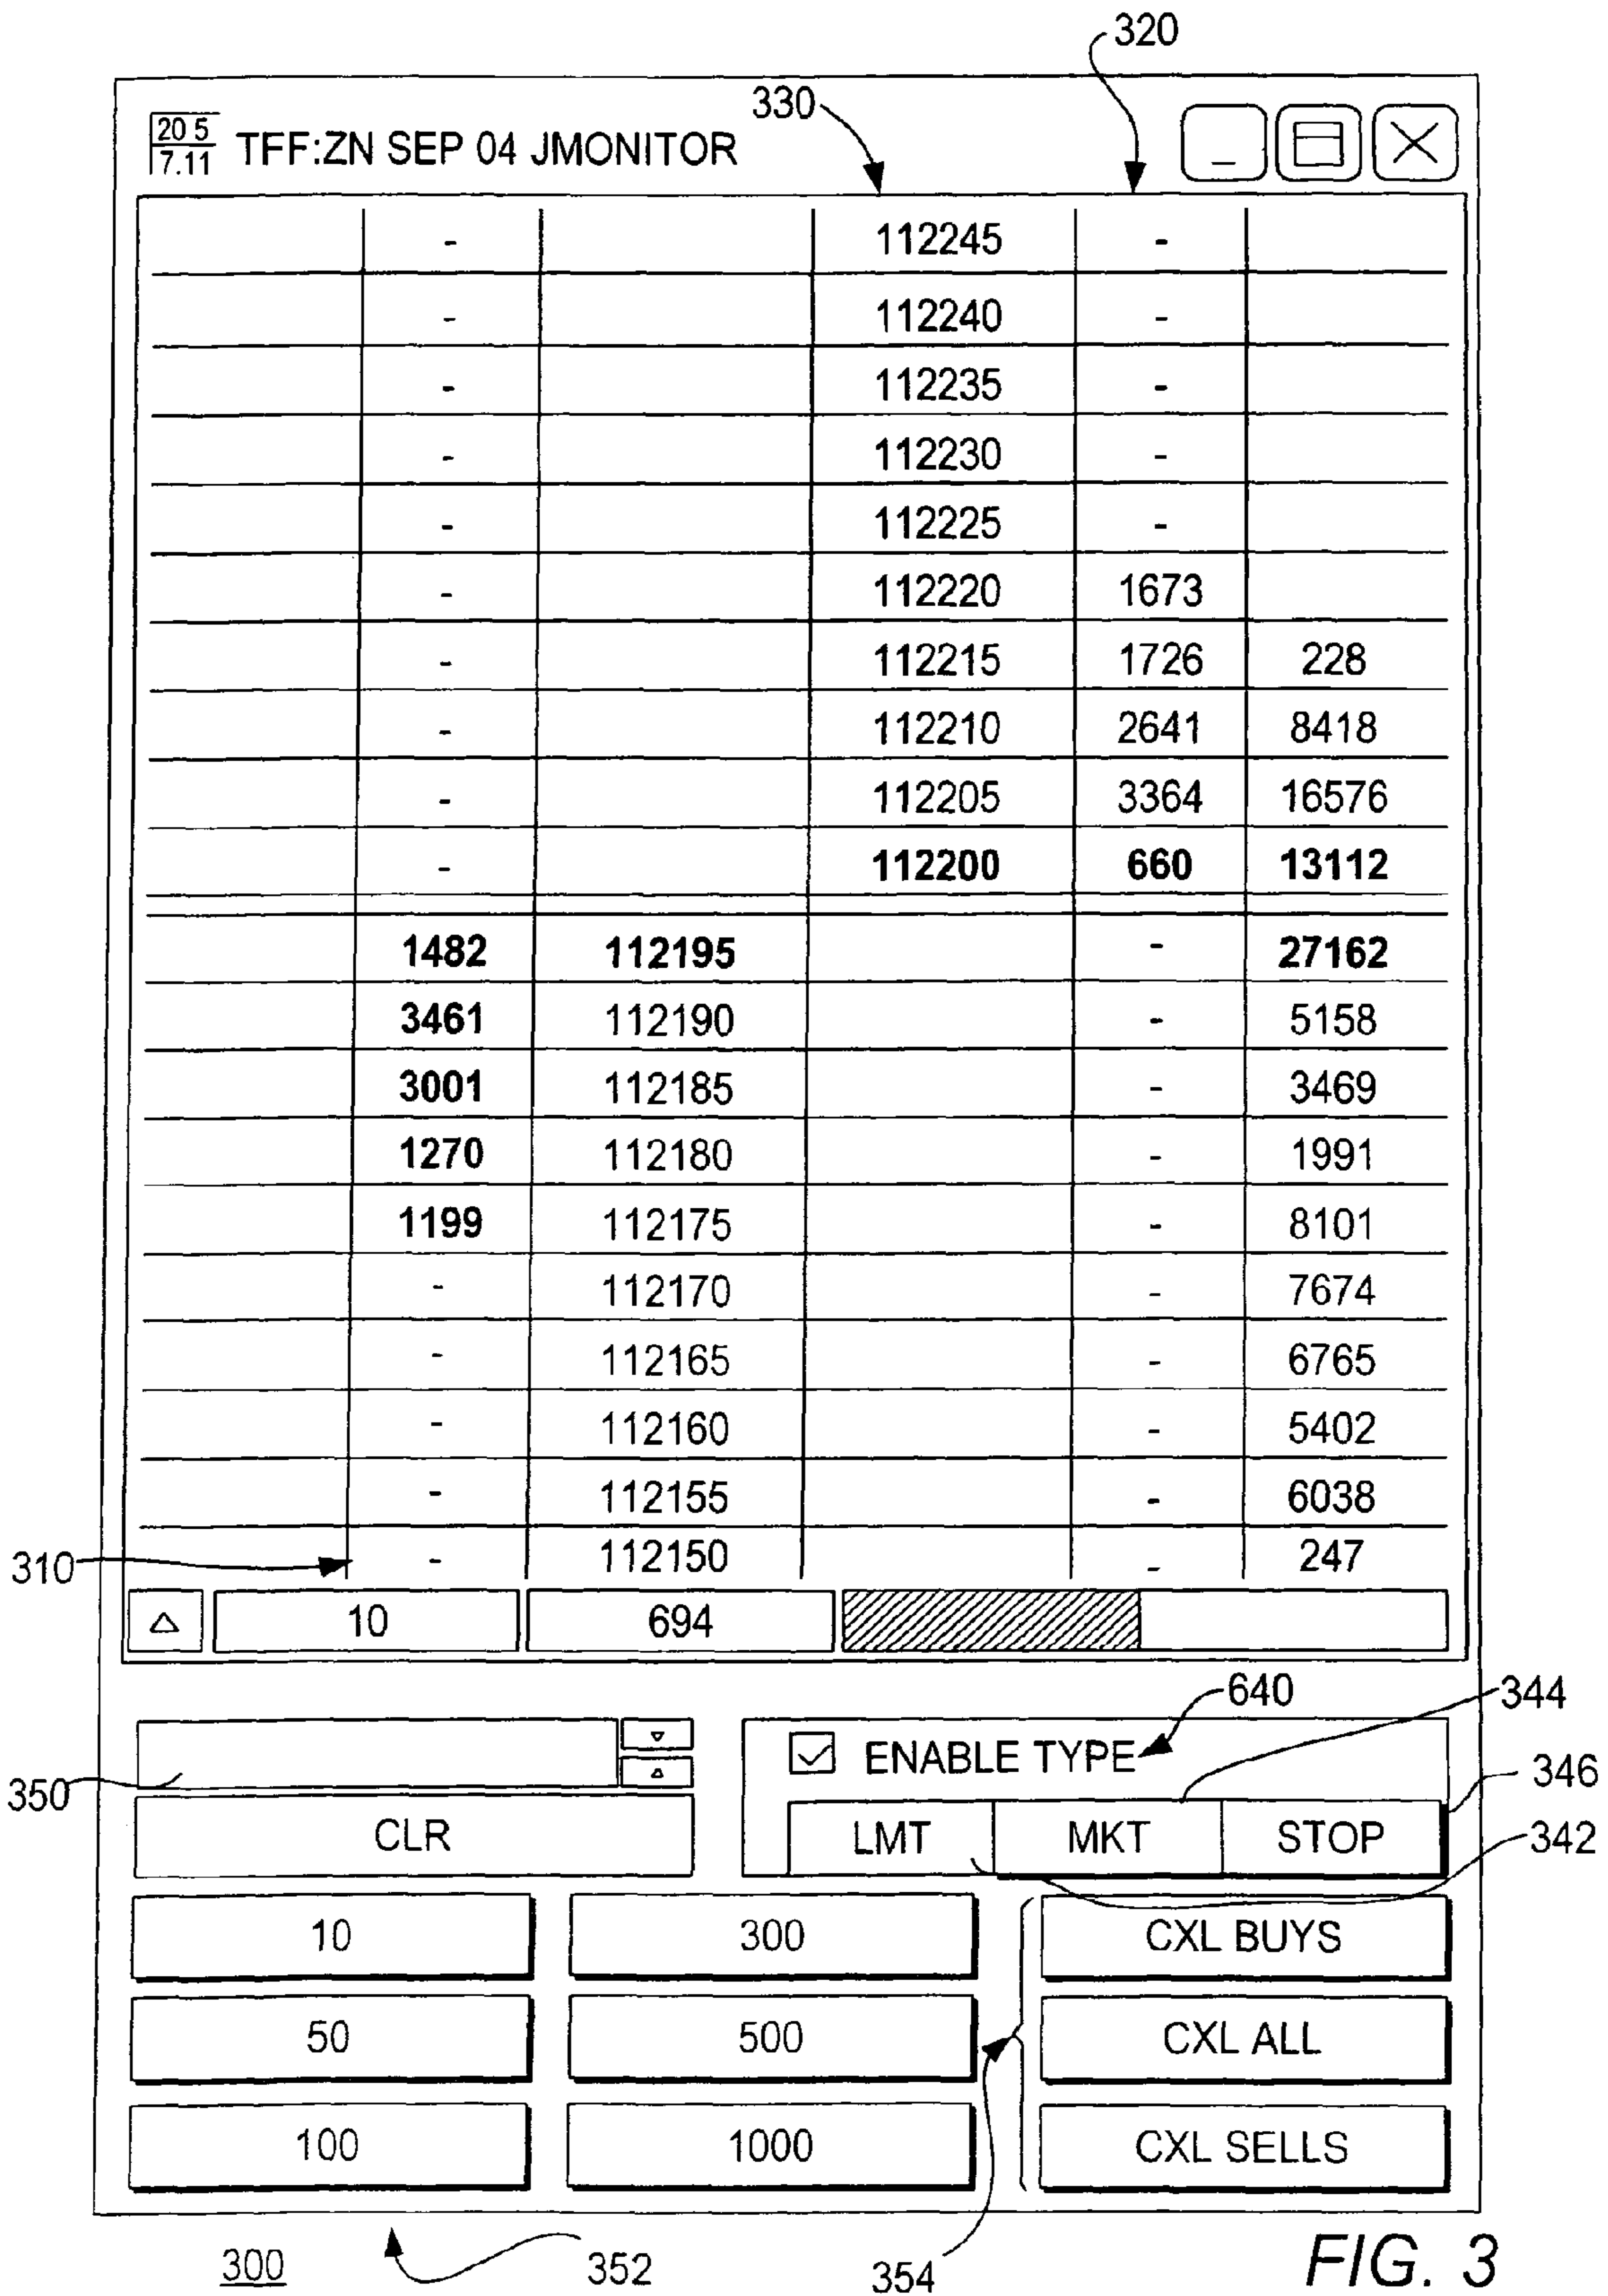 320
330
20 5
7.11
TFF:ZN SEP 04 JMONITOR
- 112245 -
- 112240 -
- 112235 -
- 112230 -
- 112225 -
- 112220 1673
- 112215 1726 228
- 112210 2641 8418
- 112205 3364 16576
- 112200 660 13112
1482 112195 - 27162
3461 112190 - 5158
3001 112185 - 3469
1270 112180 - 1991
1199 112175 - 8101
- 112170 - 7674
- 112165 - 6765
- 112160 - 5402
- 112155 - 6038
310 - 112150 - 247
10 694
640 344
ENABLE TYPE
350 346
CLR LMT MKT STOP 342
10 300 CXL BUYS
50 500 CXL ALL
100 1000 CXL SELLS
300 352 354 FIG. 3